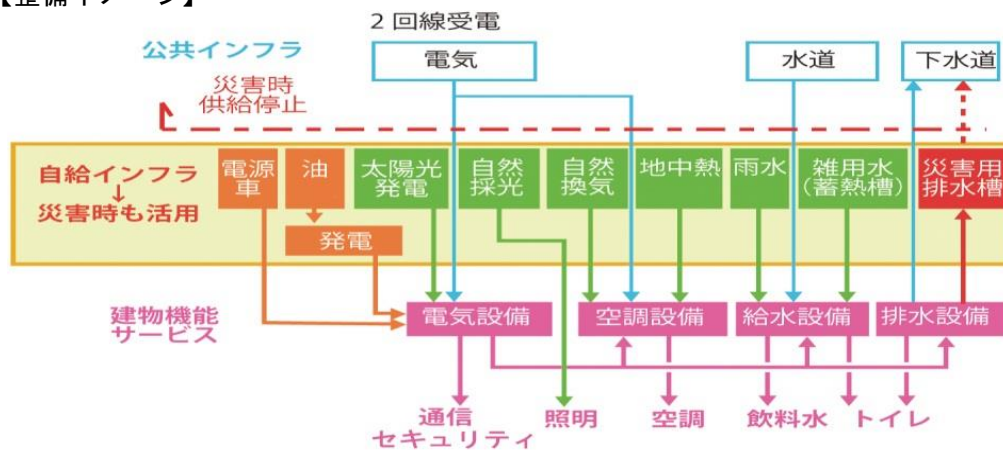 【整備イメージ】
2回線受電
公共インフラ
電気
水道
下水道
災害時
供給停止
自給インフラ
↓
災害時も活用
電源
車
油
太陽光
発電
自然
採光
自然
換気
地中熱
雨水
雑用水
(蓄熱槽)
災害用
排水槽
発電
建物機能
サービス
電気設備
空調設備
給水設備
排水設備
通信
セキュリティ
照明
空調
飲料水
トイレ